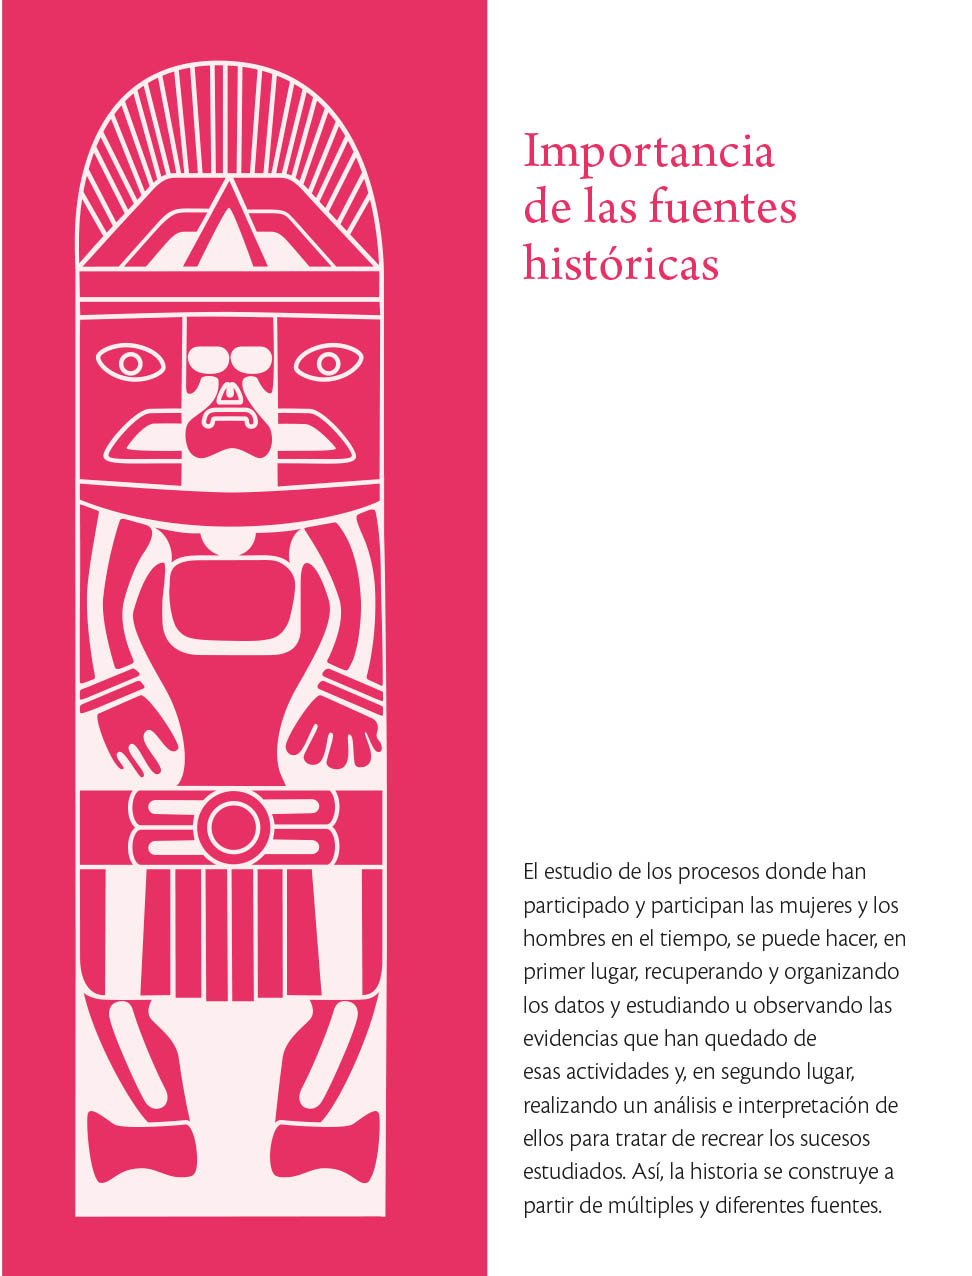 Importancia
de las fuentes
históricas
El estudio de los procesos donde han
participado y participan las mujeres y los
hombres en el tiempo, se puede hacer, en
primer lugar, recuperando y organizando
los datos y estudiando u observando las
evidencias que han quedado de
esas actividades y, en segundo lugar,
realizando un análisis e interpretación de
ellos para tratar de recrear los sucesos
estudiados. Así, la historia se construye a
partir de múltiples y diferentes fuentes.